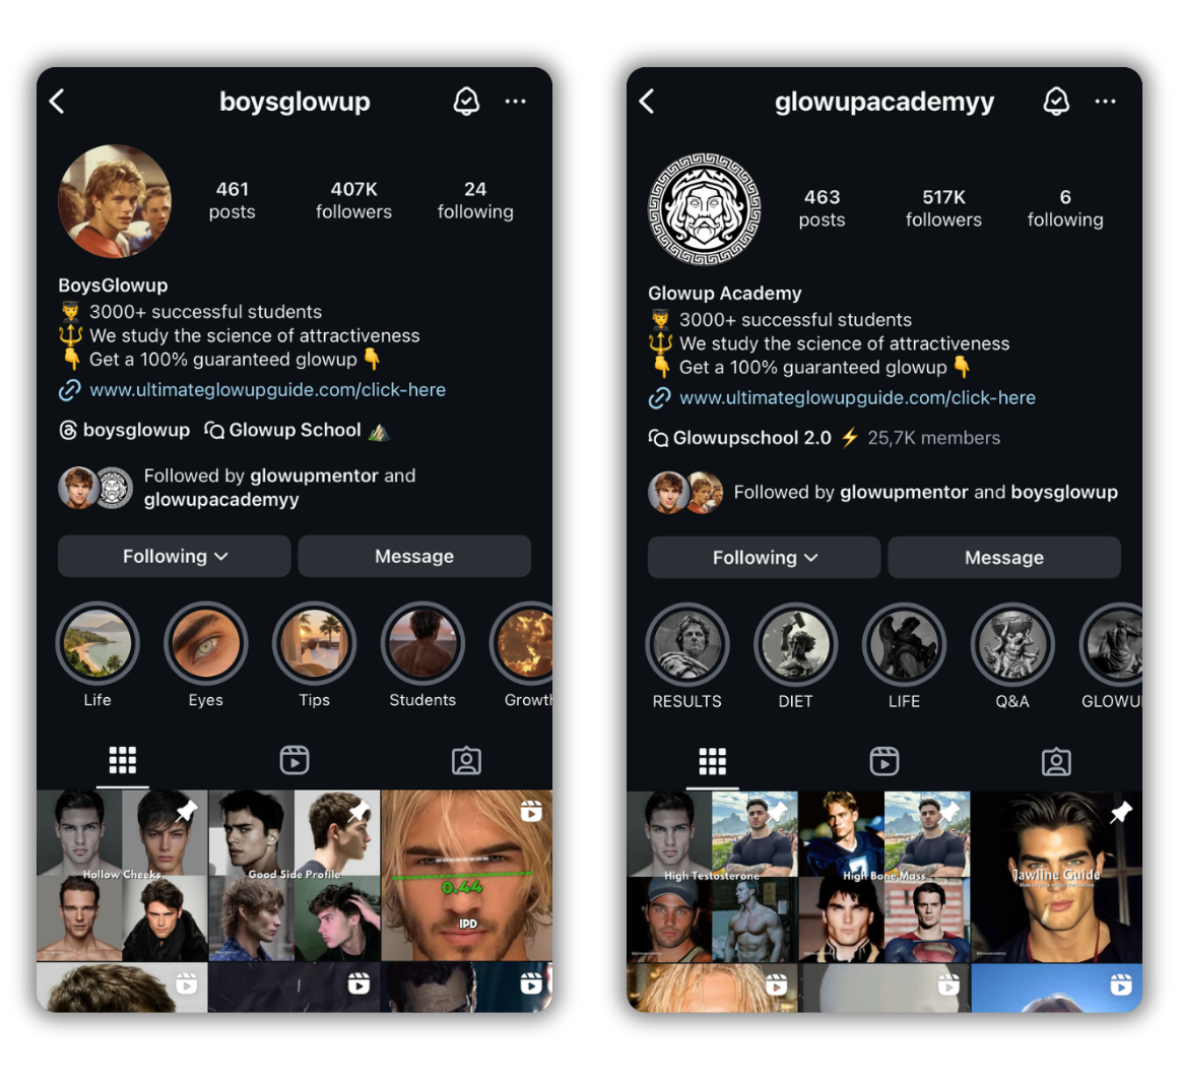 boysglowup
461
posts
407K
followers
24
following
BoysGlowup
3000+ successful students
We study the science of attractiveness
Get a 100% guaranteed glowup
www.ultimateglowupguide.com/click-here
boysglowup Glowup School
Followed by glowupmentor and
glowupacademyy
Following
Message
Life
Eyes
Tips
Students
Growth
Hollow Cheeks
Good Side Profile
0.44
IPD
glowupacademyy
463
posts
517K
followers
6
following
Glowup Academy
3000+ successful students
We study the science of attractiveness
Get a 100% guaranteed glowup
www.ultimateglowupguide.com/click-here
Glowupschool 2.0 25,7K members
Followed by glowupmentor and boysglowup
Following
Message
RESULTS
DIET
LIFE
Q&A
GLOWU
High Testosterone
High Bone Mass
Jawline Guide